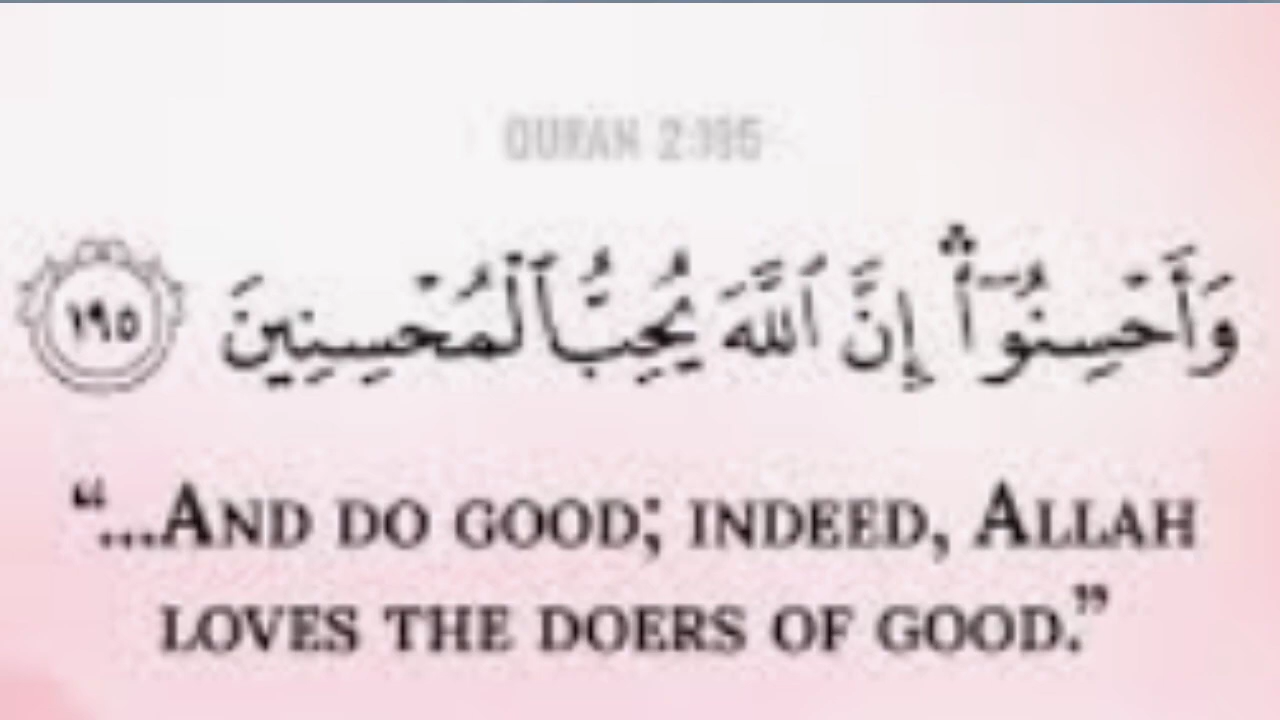 QURAN 2:195
وَأَحْسِنُوٓا۟ ۛ إِنَّ ٱللَّهَ يُحِبُّ ٱلْمُحْسِنِينَ ١٩٥
“...AND DO GOOD; INDEED, ALLAH
LOVES THE DOERS OF GOOD.”